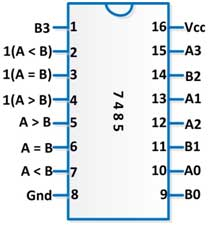 B3 1 16 Vcc
1(A < B) 2 15 A3
1(A = B) 3 14 B2
1(A > B) 4 13 A1
A > B 5 12 A2
A = B 6 11 B1
A < B 7 10 A0
Gnd 8 9 B0
7485